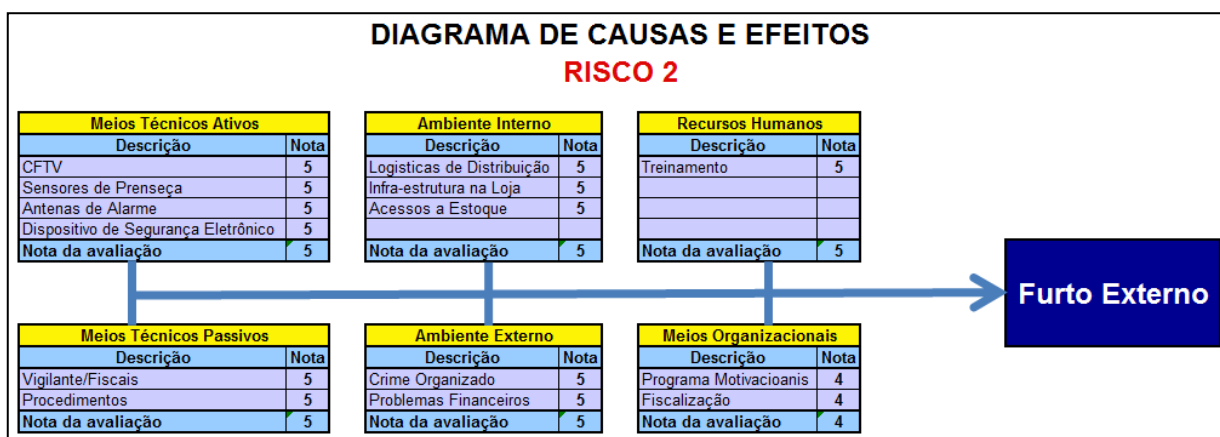 DIAGRAMA DE CAUSAS E EFEITOS
RISCO 2
Meios Técnicos Ativos
Descrição Nota
CFTV 5
Sensores de Prenseça 5
Antenas de Alarme 5
Dispositivo de Segurança Eletrônico 5
Nota da avaliação 5
Ambiente Interno
Descrição Nota
Logisticas de Distribuição 5
Infra-estrutura na Loja 5
Acessos a Estoque 5
Nota da avaliação 5
Recursos Humanos
Descrição Nota
Treinamento 5
Nota da avaliação 5
Furto Externo
Meios Técnicos Passivos
Descrição Nota
Vigilante/Fiscais 5
Procedimentos 5
Nota da avaliação 5
Ambiente Externo
Descrição Nota
Crime Organizado 5
Problemas Financeiros 5
Nota da avaliação 5
Meios Organizacionais
Descrição Nota
Programa Motivacioanis 4
Fiscalização 4
Nota da avaliação 4